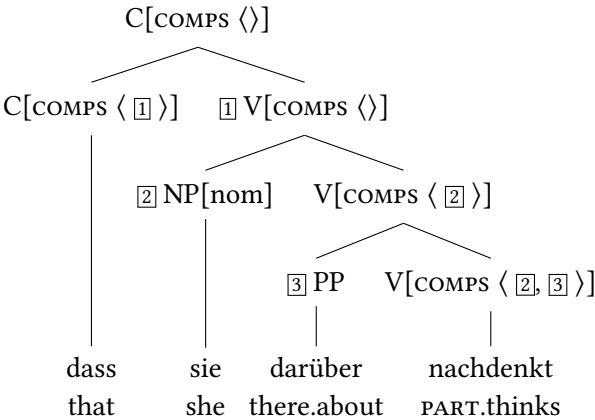 C[COMPS ⟨⟩]
C[COMPS ⟨ 1 ⟩] 1 V[COMPS ⟨⟩]
2 NP[nom] V[COMPS ⟨ 2 ⟩]
3 PP V[COMPS ⟨ 2, 3 ⟩]
dass sie darüber nachdenkt
that she there.about PART.thinks